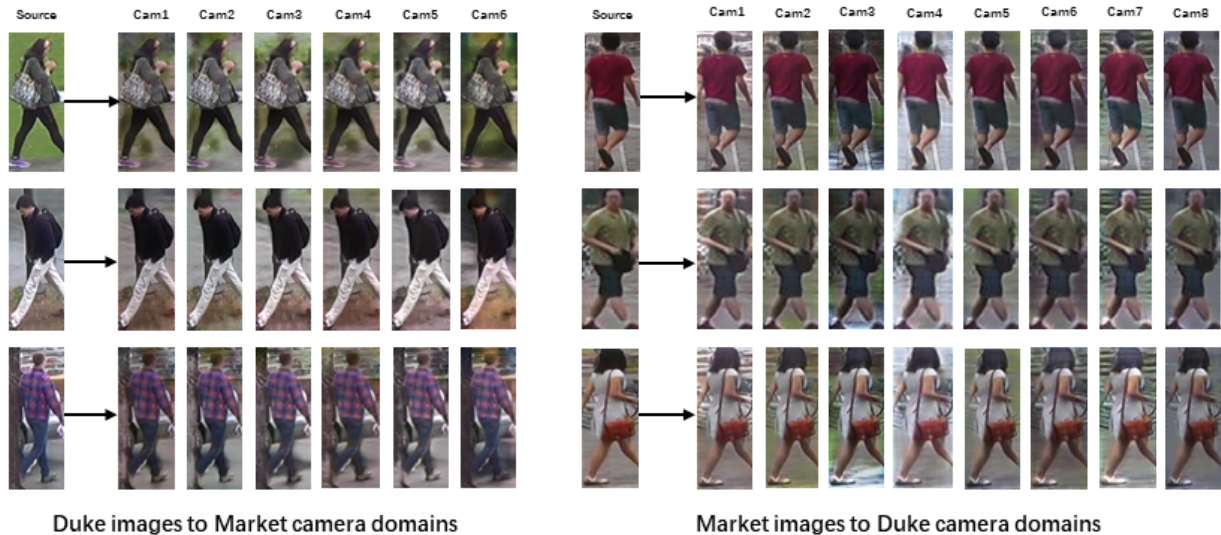 Source Cam1 Cam2 Cam3 Cam4 Cam5 Cam6
Source Cam1 Cam2 Cam3 Cam4 Cam5 Cam6 Cam7 Cam8
Duke images to Market camera domains
Market images to Duke camera domains